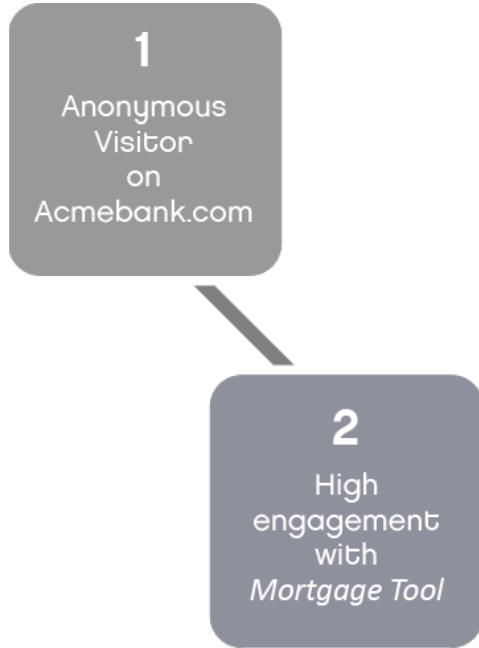 1
Anonymous
Visitor
on
Acmebank.com
2
High
engagement
with
Mortgage Tool